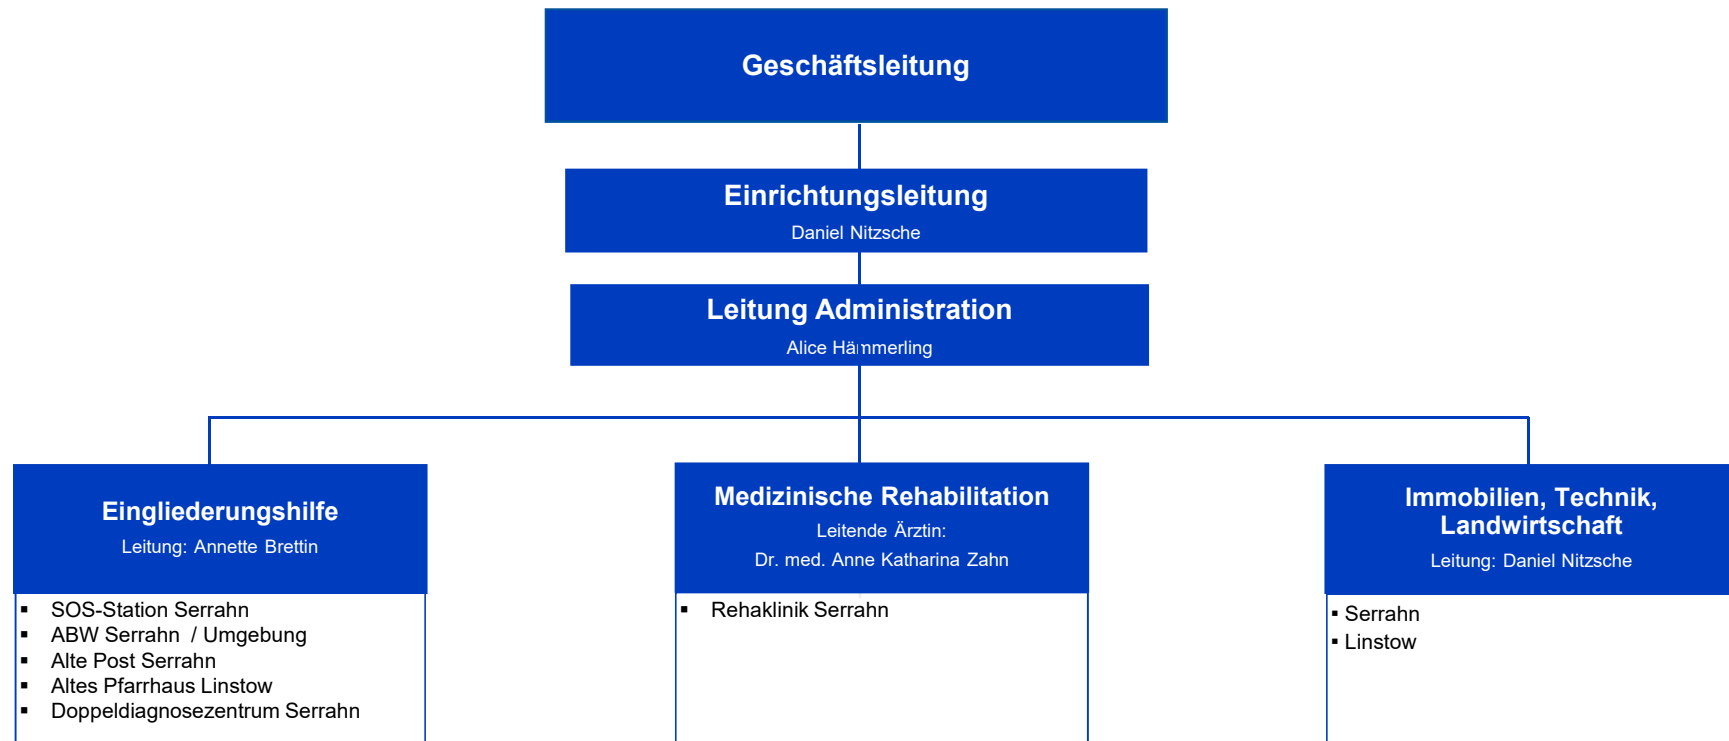 Geschäftsleitung
Einrichtungsleitung
Daniel Nitzsche
Leitung Administration
Alice Hämmerling
Eingliederungshilfe
Leitung: Annette Brettin
▪ SOS-Station Serrahn
▪ ABW Serrahn / Umgebung
▪ Alte Post Serrahn
▪ Altes Pfarrhaus Linstow
▪ Doppeldiagnosezentrum Serrahn
Medizinische Rehabilitation
Leitende Ärztin:
Dr. med. Anne Katharina Zahn
▪ Rehaklinik Serrahn
Immobilien, Technik,
Landwirtschaft
Leitung: Daniel Nitzsche
▪ Serrahn
▪ Linstow